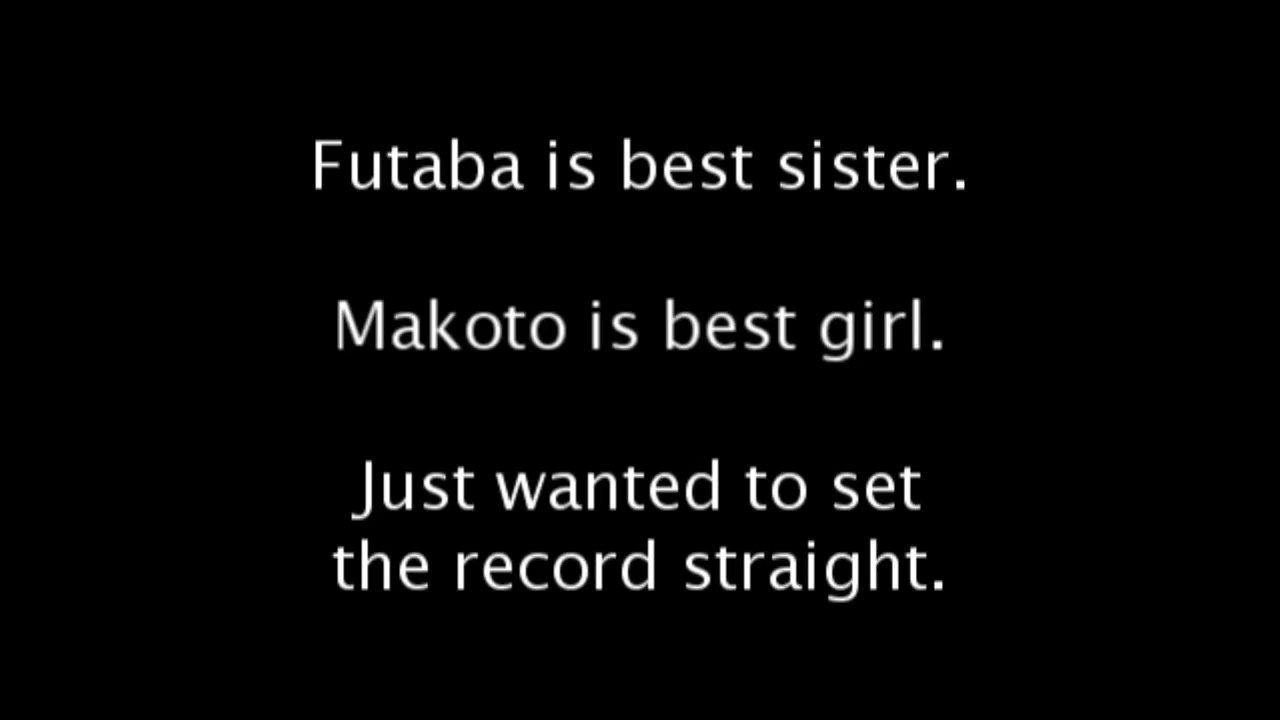 Futaba is best sister.
Makoto is best girl.
Just wanted to set
the record straight.